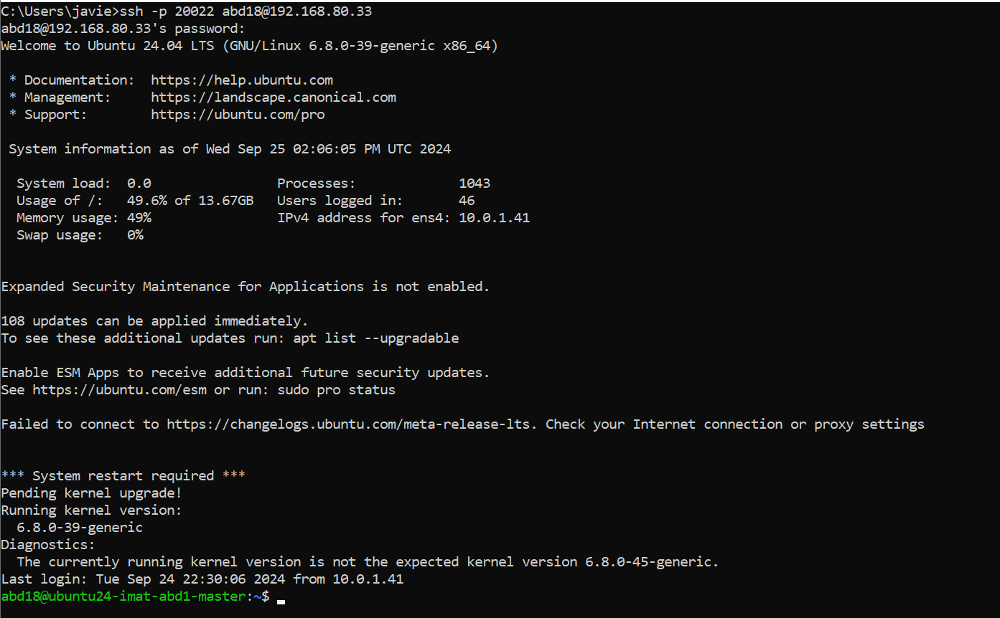 C:\Users\javie>ssh -p 20022 abd18@192.168.80.33
abd18@192.168.80.33's password:
Welcome to Ubuntu 24.04 LTS (GNU/Linux 6.8.0-39-generic x86_64)

 * Documentation:  https://help.ubuntu.com
 * Management:     https://landscape.canonical.com
 * Support:        https://ubuntu.com/pro

 System information as of Wed Sep 25 02:06:05 PM UTC 2024

  System load:  0.0                Processes:             1043
  Usage of /:   49.6% of 13.67GB   Users logged in:       46
  Memory usage: 49%                IPv4 address for ens4: 10.0.1.41
  Swap usage:   0%

Expanded Security Maintenance for Applications is not enabled.

108 updates can be applied immediately.
To see these additional updates run: apt list --upgradable

Enable ESM Apps to receive additional future security updates.
See https://ubuntu.com/esm or run: sudo pro status

Failed to connect to https://changelogs.ubuntu.com/meta-release-lts. Check your Internet connection or proxy settings

*** System restart required ***
Pending kernel upgrade!
Running kernel version:
  6.8.0-39-generic
Diagnostics:
  The currently running kernel version is not the expected kernel version 6.8.0-45-generic.
Last login: Tue Sep 24 22:30:06 2024 from 10.0.1.41
abd18@ubuntu24-imat-abd1-master:~$ _